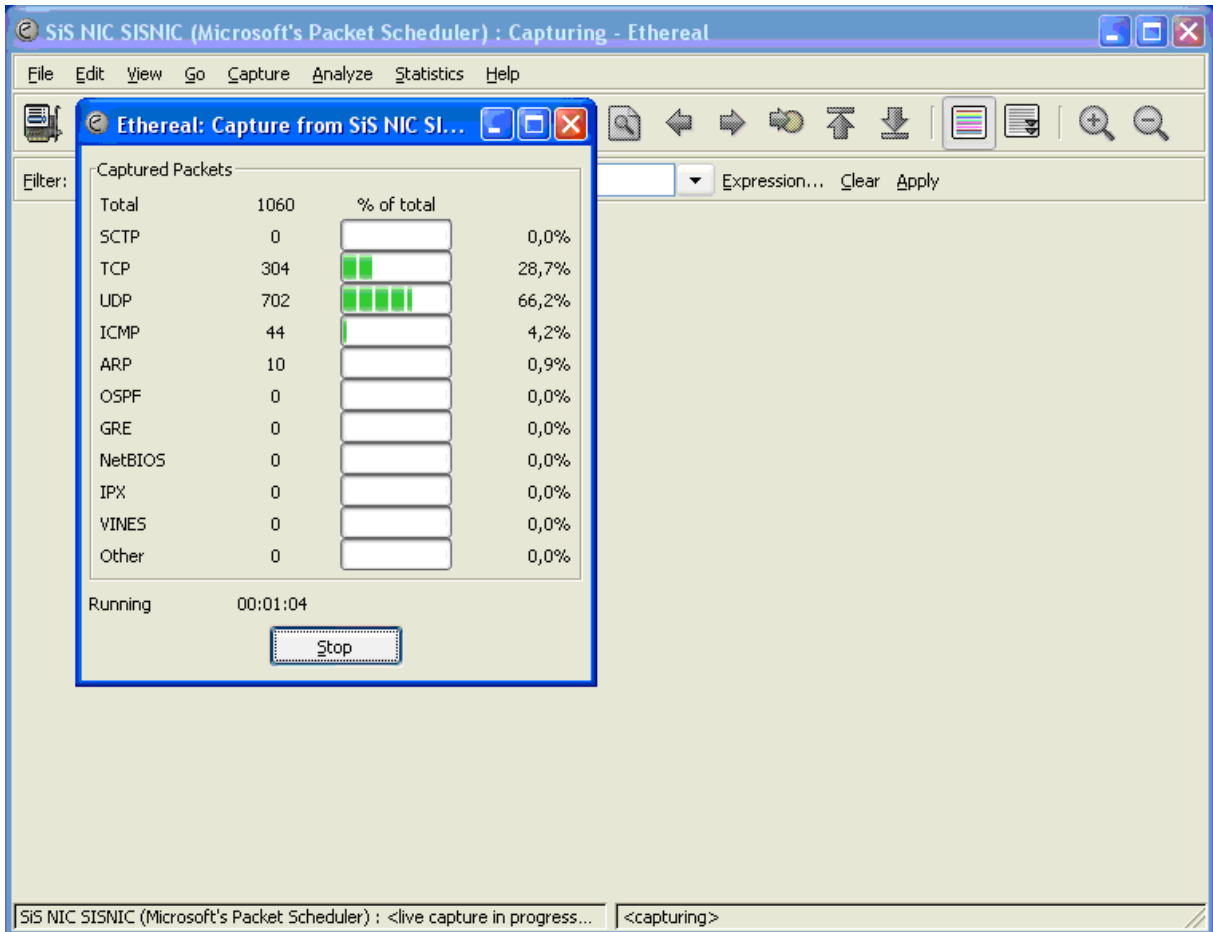 SiS NIC SISNIC (Microsoft's Packet Scheduler) : Capturing - Ethereal
File Edit View Go Capture Analyze Statistics Help
Ethereal: Capture from SiS NIC SI...
Filter:
Expression... Clear Apply
Captured Packets
Total 1060 % of total
SCTP 0 0,0%
TCP 304 28,7%
UDP 702 66,2%
ICMP 44 4,2%
ARP 10 0,9%
OSPF 0 0,0%
GRE 0 0,0%
NetBIOS 0 0,0%
IPX 0 0,0%
VINES 0 0,0%
Other 0 0,0%
Running 00:01:04
Stop
SiS NIC SISNIC (Microsoft's Packet Scheduler) : <live capture in progress... <capturing>